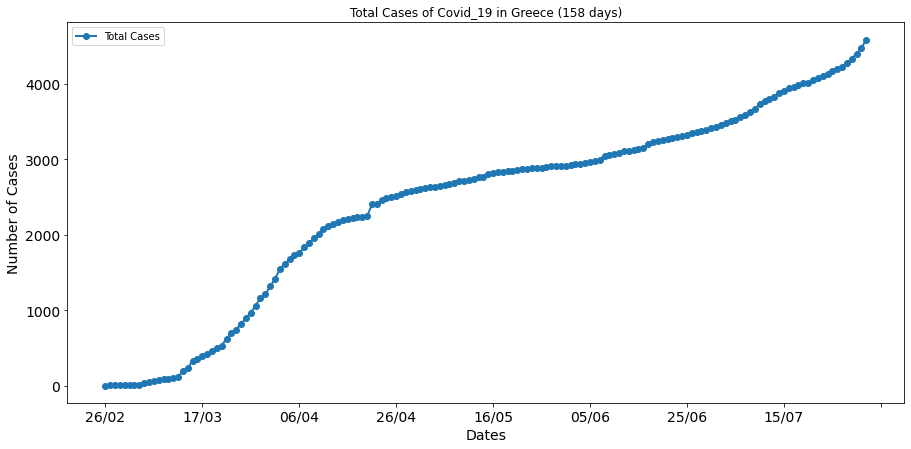 Total Cases of Covid_19 in Greece (158 days)
Total Cases
4000
3000
2000
1000
0
Number of Cases
26/02 17/03 06/04 26/04 16/05 05/06 25/06 15/07
Dates